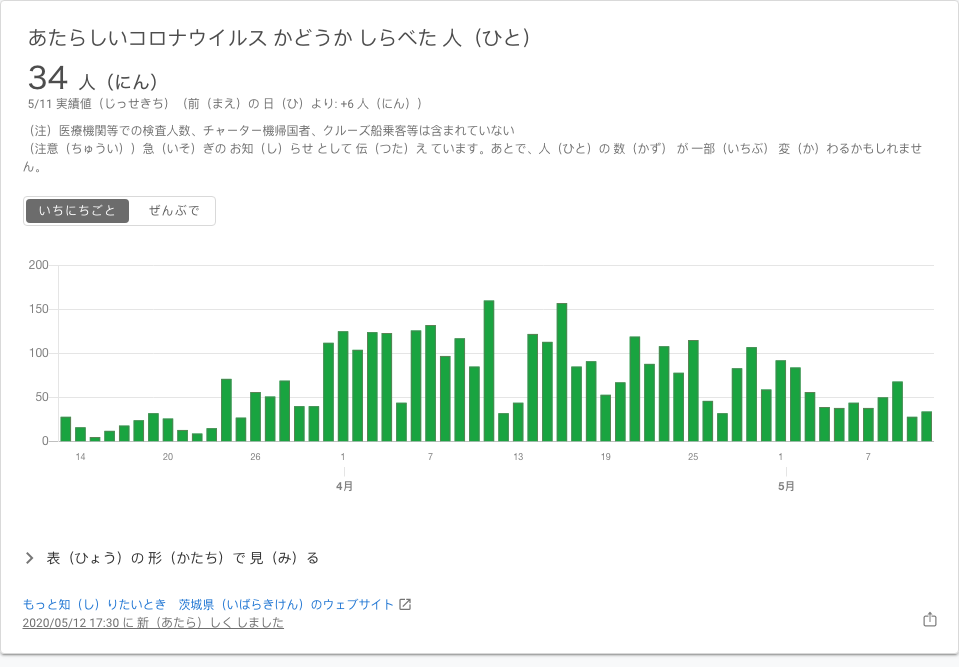 あたらしいコロナウイルス かどうか しらべた 人（ひと）
34 人（にん）
5/11 実績値（じっせきち）（前（まえ）の 日（ひ）より: +6 人（にん））
（注）医療機関等での検査人数、チャーター機帰国者、クルーズ船乗客等は含まれていない
（注意（ちゅうい））急（いそ）ぎの お知（し）らせ として 伝（つた）え ています。あとで、人（ひと）の 数（かず） が 一部（いちぶ） 変（か）わるかもしれませ
ん。
いちにちごと ぜんぶで
200
150
100
50
0
14 20 26 1 7 13 19 25 1 7
4月 5月
表（ひょう）の 形（かたち）で 見（み）る
もっと知（し）りたいとき 茨城県（いばらきけん）のウェブサイト
2020/05/12 17:30 に 新（あたら）しく しました